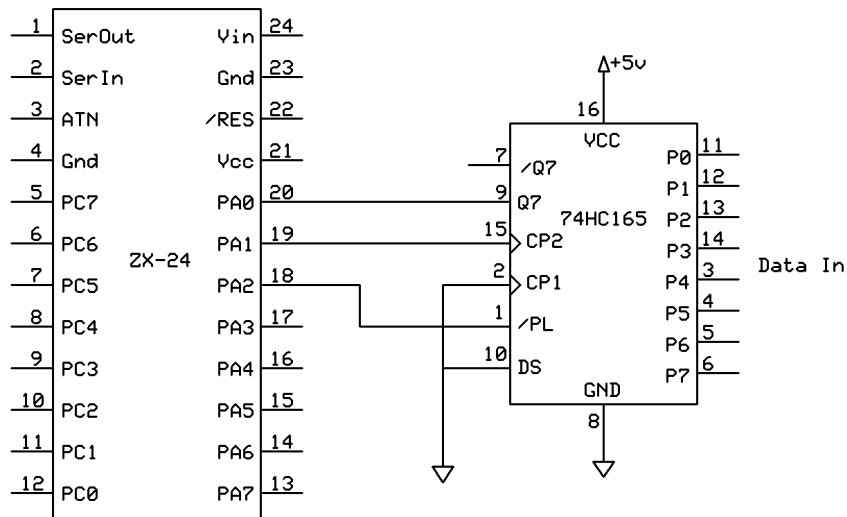 1 SerOut Vin 24
2 SerIn Gnd 23
3 ATN /RES 22
4 Gnd Vcc 21
5 PC7 PA0 20
6 PC6 PA1 19
ZX-24
7 PC5 PA2 18
8 PC4 PA3 17
9 PC3 PA4 16
10 PC2 PA5 15
11 PC1 PA6 14
12 PC0 PA7 13
+5v
16
VCC
7 /Q7
9 Q7
74HC165
15 CP2
2 CP1
1 /PL
10 DS
GND
8
P0 11
P1 12
P2 13
P3 14
P4 3
P5 4
P6 5
P7 6
Data In